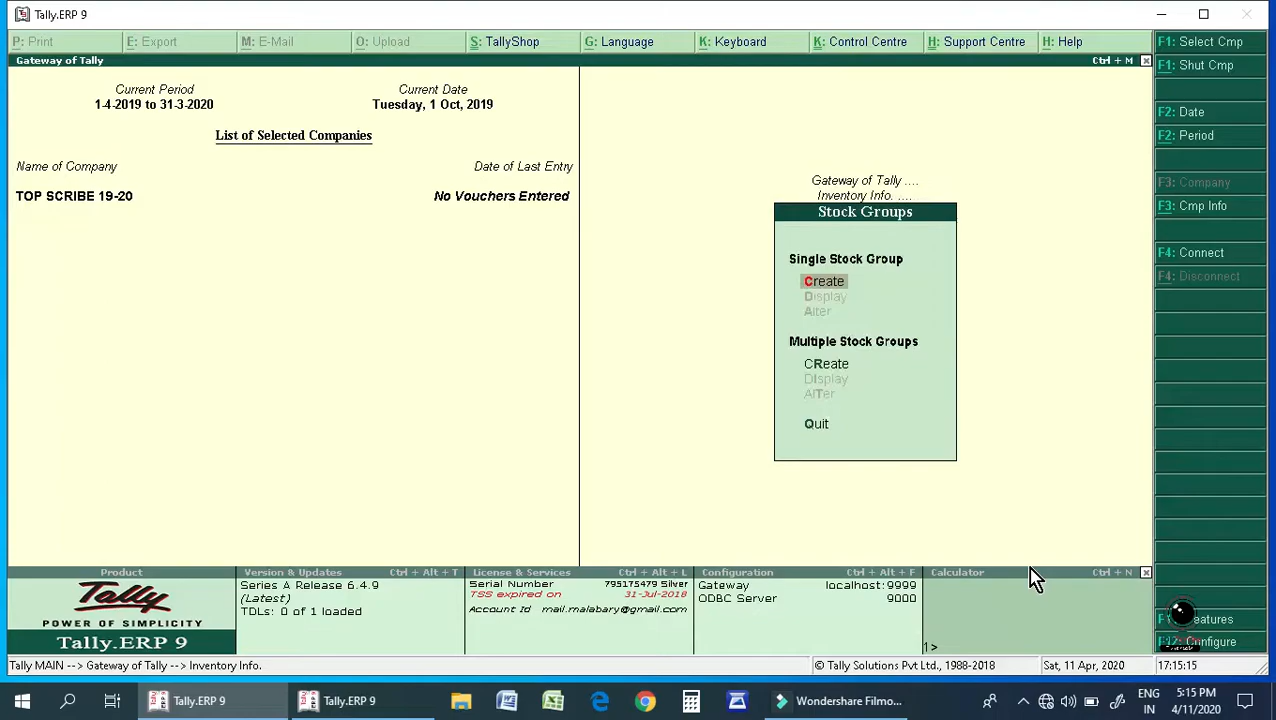 Tally.ERP 9
P: Print E: Export M: E-Mail O: Upload S: TallyShop G: Language K: Keyboard K: Control Centre H: Support Centre H: Help
F1: Select Cmp
F1: Shut Cmp
F2: Date
F2: Period
F3: Company
F3: Cmp Info
F4: Connect
F4: Disconnect
Gateway of Tally Ctrl + M
Current Period Current Date
1-4-2019 to 31-3-2020 Tuesday, 1 Oct, 2019
List of Selected Companies
Name of Company Date of Last Entry
TOP SCRIBE 19-20 No Vouchers Entered
Gateway of Tally ....
Inventory Info. ....
Stock Groups
Single Stock Group
Create
Display
Alter
Multiple Stock Groups
CReate
DIsplay
AlTer
Quit
Product
Tally
POWER OF SIMPLICITY
Tally.ERP 9
Version & Updates Ctrl + Alt + T
Series A Release 6.4.9
(Latest)
TDLs: 0 of 1 loaded
License & Services Ctrl + Alt + L
Serial Number 795175479 Silver
TSS expired on 31-Jul-2018
Account Id mail.malabary@gmail.com
Configuration Ctrl + Alt + F
Gateway localhost:9999
ODBC Server 9000
Calculator Ctrl + N
1>
Configure
Tally MAIN --> Gateway of Tally --> Inventory Info. © Tally Solutions Pvt Ltd., 1988-2018 Sat, 11 Apr, 2020 17:15:15
Tally.ERP 9 Tally.ERP 9 Wondershare Filmo...
ENG
IN
5:15 PM
4/11/2020